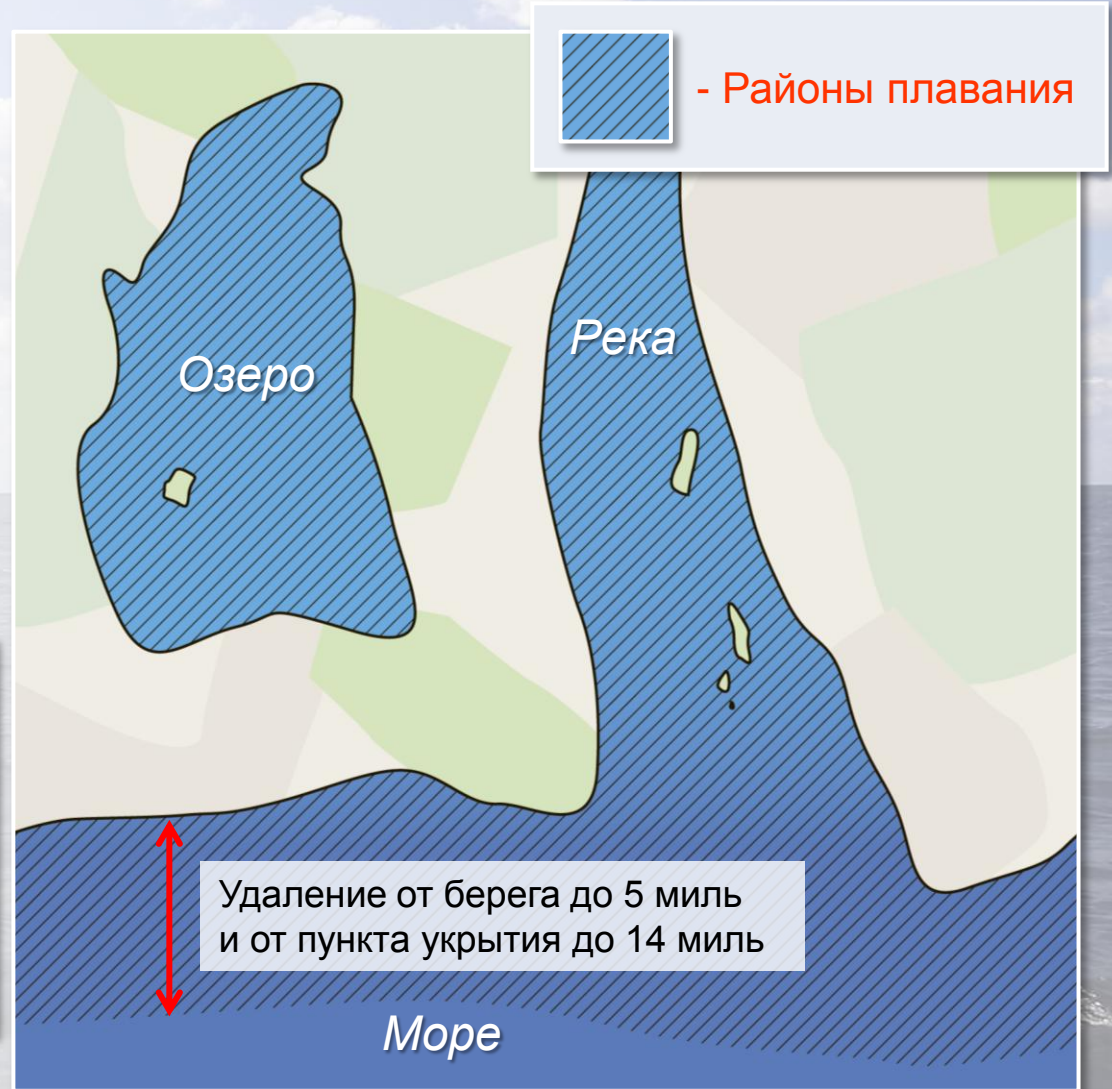 - Районы плавания
Река
Озеро
Удаление от берега до 5 миль
и от пункта укрытия до 14 миль
Море